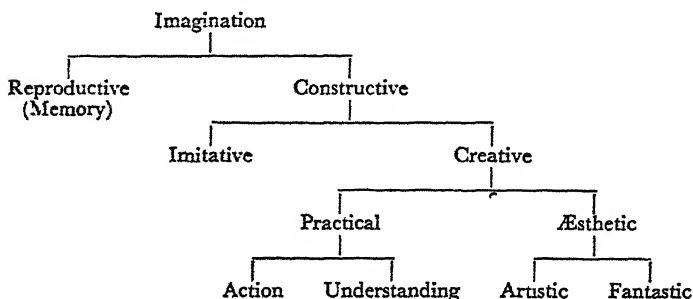 Imagination
Reproductive Constructive
(Memory)
Imitative Creative
Practical Æsthetic
Action Understanding Artistic Fantastic